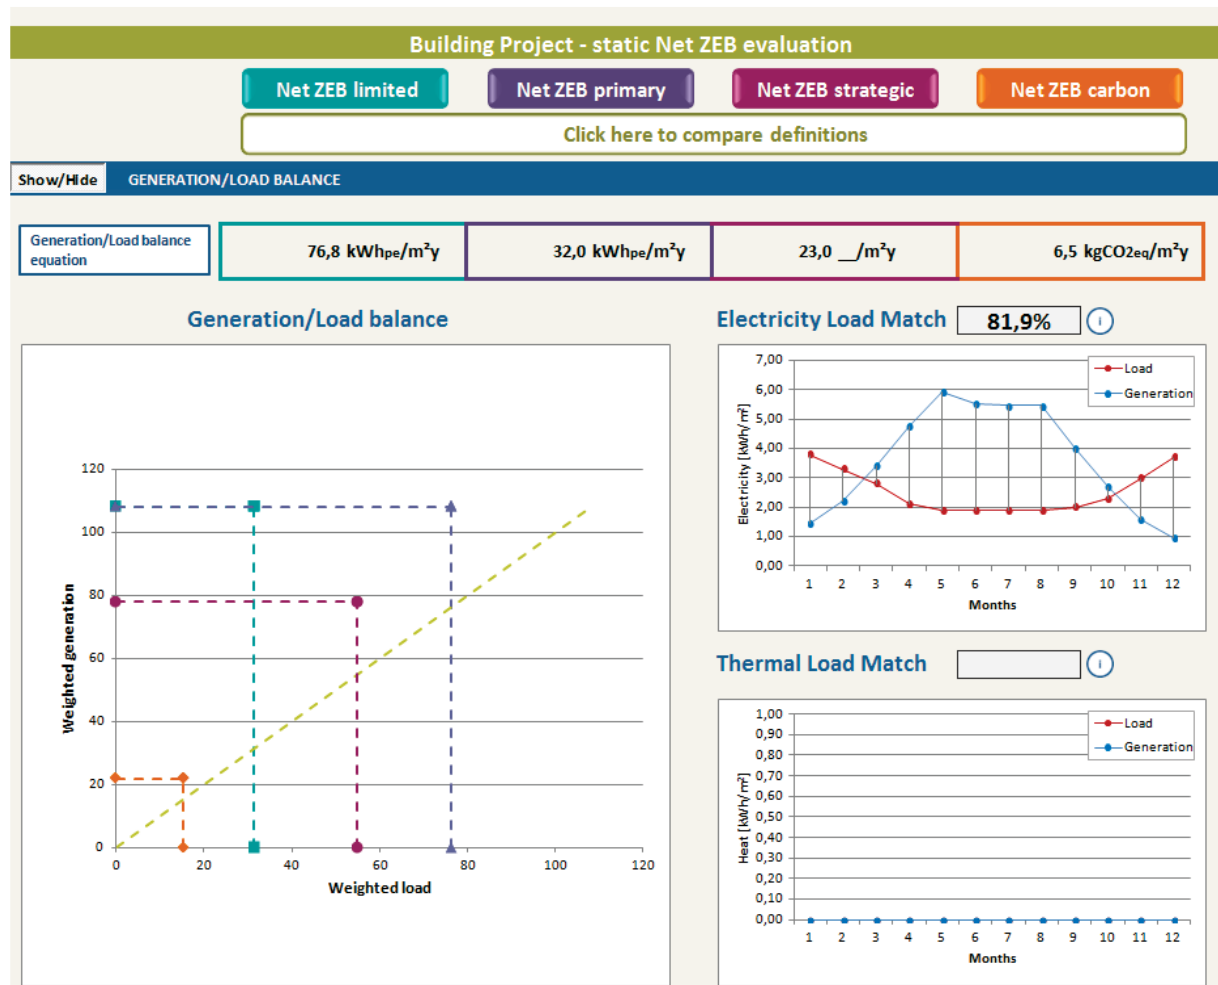 Building Project - static Net ZEB evaluation
Net ZEB limited
Net ZEB primary
Net ZEB strategic
Net ZEB carbon
Click here to compare definitions
Show/Hide
GENERATION/LOAD BALANCE
Generation/Load balance
equation
76,8 kWhpe/m²y
32,0 kWhpe/m²y
23,0 __/m²y
6,5 kgCO2eq/m²y
Generation/Load balance
120
100
80
60
40
20
0
0 20 40 60 80 100 120
Weighted generation
Weighted load
Electricity Load Match
81,9%
i
7,00
6,00
5,00
4,00
3,00
2,00
1,00
0,00
Electricity [kWh/m²]
Load
Generation
1 2 3 4 5 6 7 8 9 10 11 12
Months
Thermal Load Match
i
1,00
0,90
0,80
0,70
0,60
0,50
0,40
0,30
0,20
0,10
0,00
Heat [kWh/m²]
Load
Generation
1 2 3 4 5 6 7 8 9 10 11 12
Months